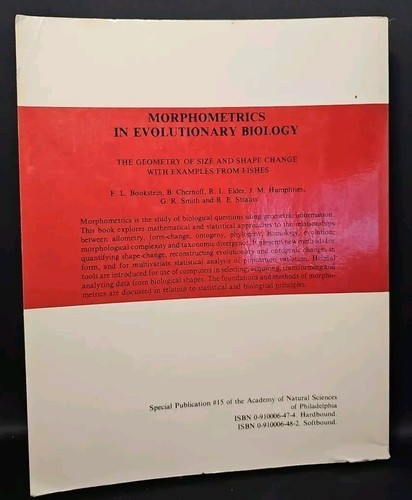 MORPHOMETRICS
IN EVOLUTIONARY BIOLOGY
THE GEOMETRY OF SIZE AND SHAPE CHANGE
WITH EXAMPLES FROM FISHES
F. L. Bookstein, B. Chernoff, R. L. Elder, J. M. Humphries,
G. R. Smith and R. E. Strauss
Morphometrics is the study of biological questions using geometric information.
This book explores mathematical and statistical approaches to the relationships
between allometry, form-change, ontogeny, phylogeny, homology, evolution,
morphological complexity and taxonomic divergence. It presents new methods for
quantifying shape-change, reconstructing evolutionary and ontogenic changes in
form, and for multivariate statistical analysis of population variation. Helpful
tools are introduced for use of computers in selecting, acquiring, transforming and
analyzing data from biological shapes. The foundations and methods of morpho-
metrics are discussed in relation to statistical and biological principles.
Special Publication #15 of the Academy of Natural Sciences
of Philadelphia
ISBN 0-910006-47-4. Hardbound.
ISBN 0-910006-48-2. Softbound.